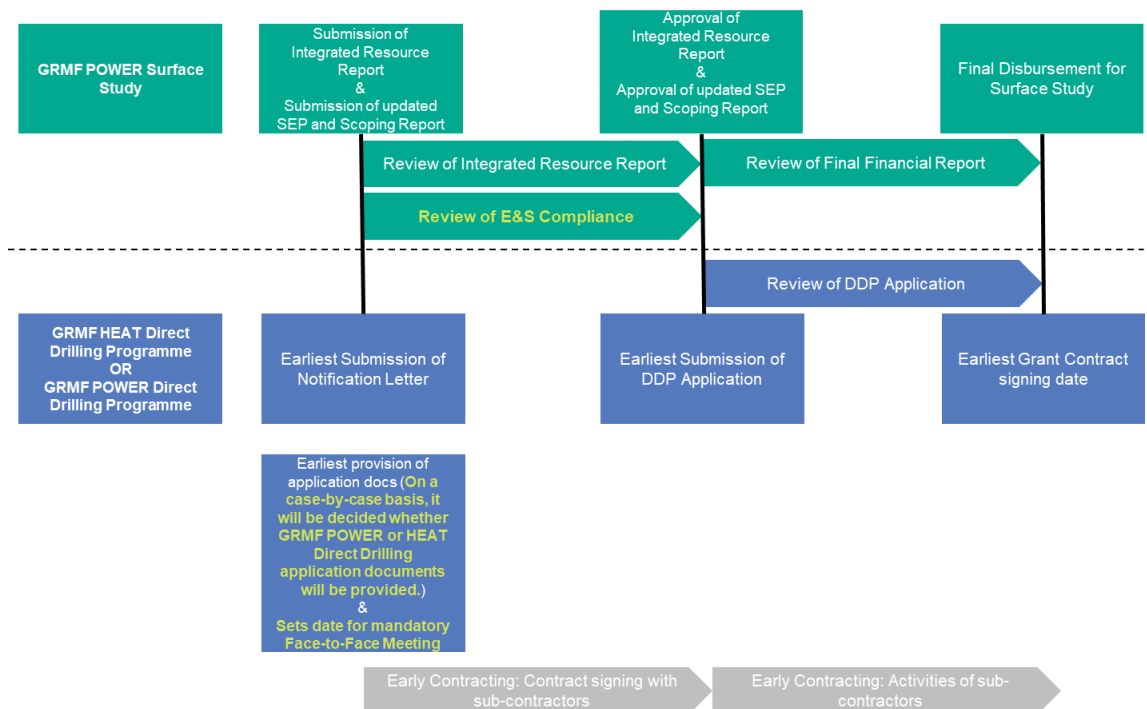 GRMF POWER Surface
Study
Submission of
Integrated Resource
Report
&
Submission of updated
SEP and Scoping Report
Approval of
Integrated Resource
Report
&
Approval of updated SEP
and Scoping Report
Final Disbursement for
Surface Study
Review of Integrated Resource Report
Review of Final Financial Report
Review of E&S Compliance
Review of DDP Application
GRMF HEAT Direct
Drilling Programme
OR
GRMF POWER Direct
Drilling Programme
Earliest Submission of
Notification Letter
Earliest Submission of
DDP Application
Earliest Grant Contract
signing date
Earliest provision of
application docs (On a
case-by-case basis, it
will be decided whether
GRMF POWER or HEAT
Direct Drilling
application documents
will be provided.)
&
Sets date for mandatory
Face-to-Face Meeting
Early Contracting: Contract signing with
sub-contractors
Early Contracting: Activities of sub-
contractors